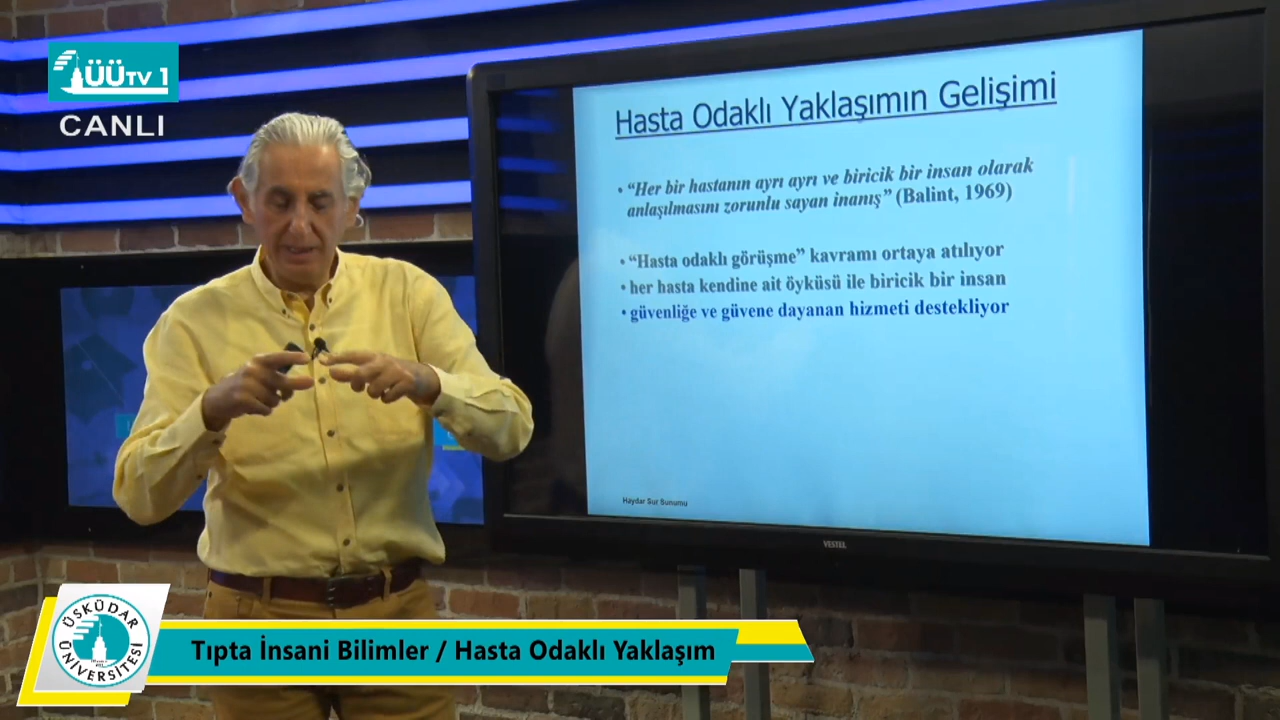 ÜÜTV 1
CANLI
Hasta Odaklı Yaklaşımın Gelişimi
• “Her bir hastanın ayrı ayrı ve biricik bir insan olarak
anlaşılmasını zorunlu sayan inanış” (Balint, 1969)
• “Hasta odaklı görüşme” kavramı ortaya atılıyor
• her hasta kendine ait öyküsü ile biricik bir insan
• güvenliğe ve güvene dayanan hizmeti destekliyor
Haydar Sur Sunumu
VESTEL
ÜSKÜDAR
ÜNİVERSİTESİ
Tıpta İnsani Bilimler / Hasta Odaklı Yaklaşım